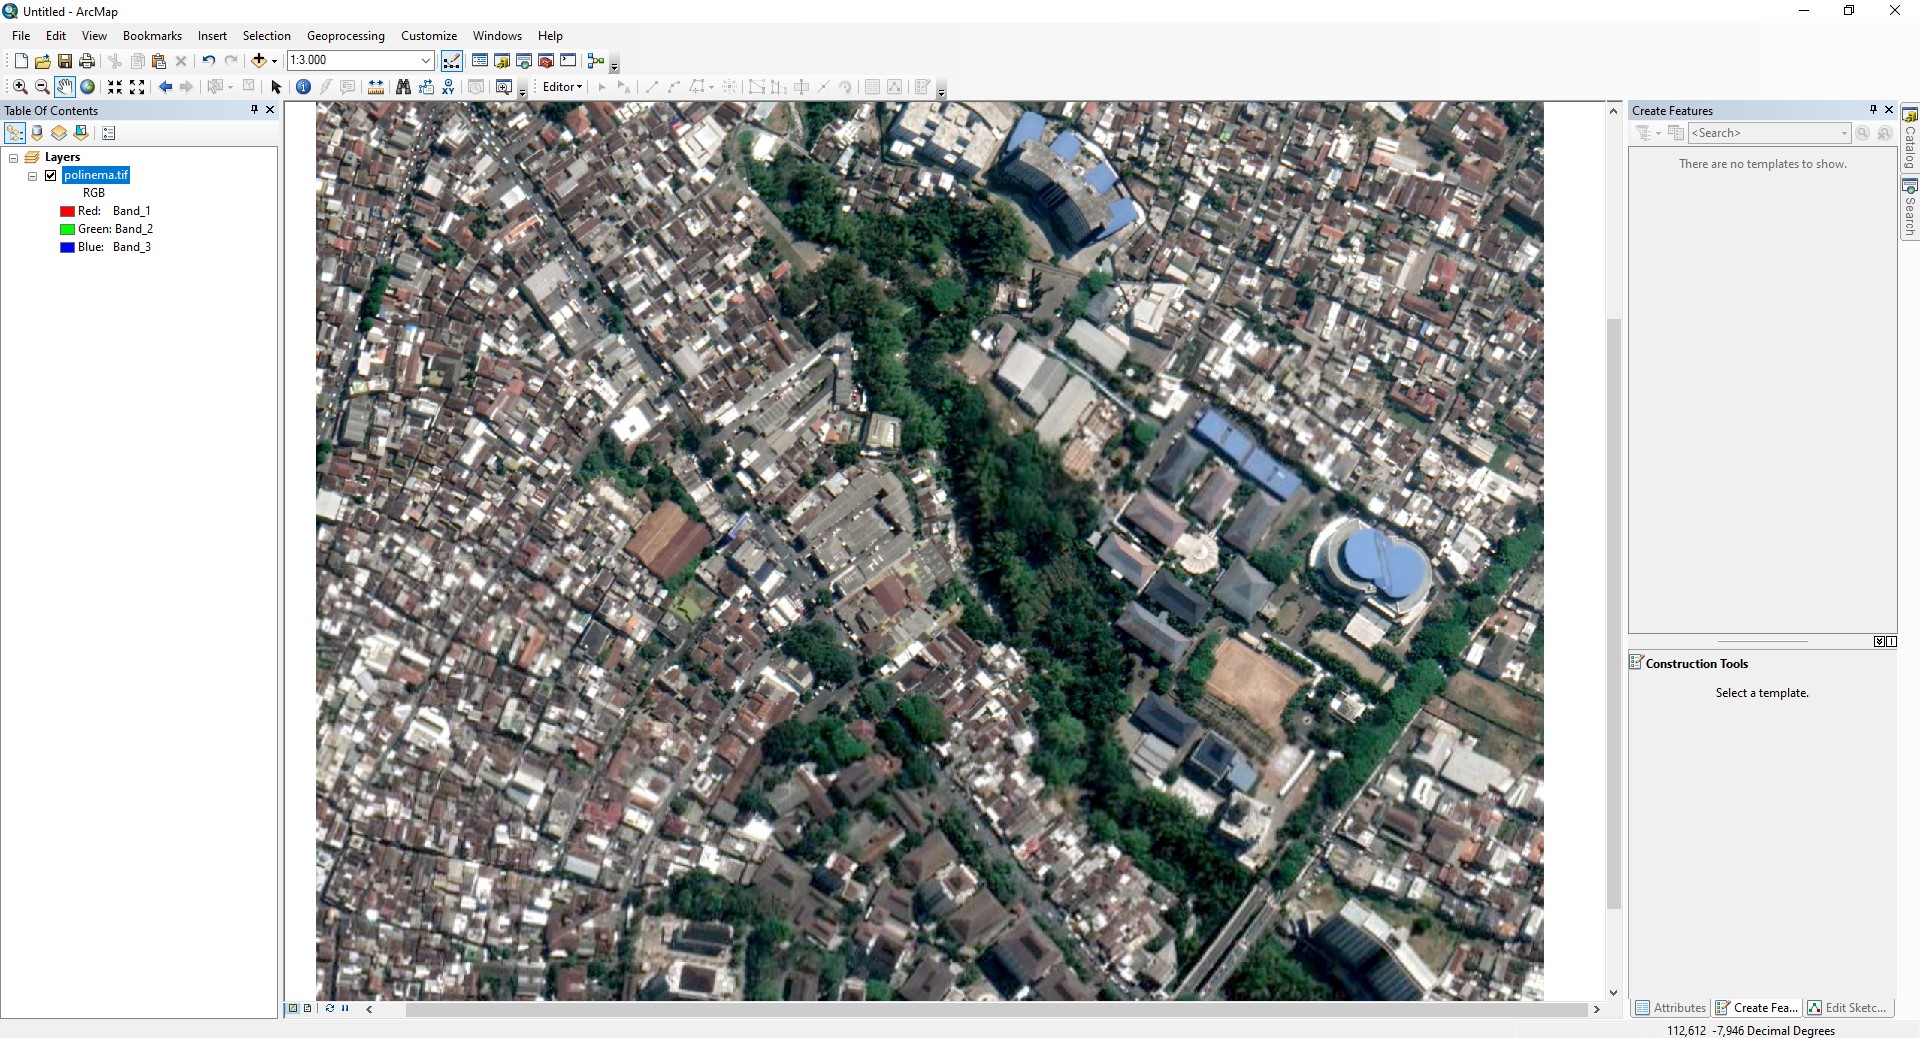 Untitled - ArcMap
File Edit View Bookmarks Insert Selection Geoprocessing Customize Windows Help
1:3.000
Editor
Table Of Contents
Layers
polinema.tif
RGB
Red: Band_1
Green: Band_2
Blue: Band_3
Create Features
<Search>
There are no templates to show.
Construction Tools
Select a template.
Attributes Create Fea... Edit Sketc...
Catalog
Search
112,612 -7,946 Decimal Degrees